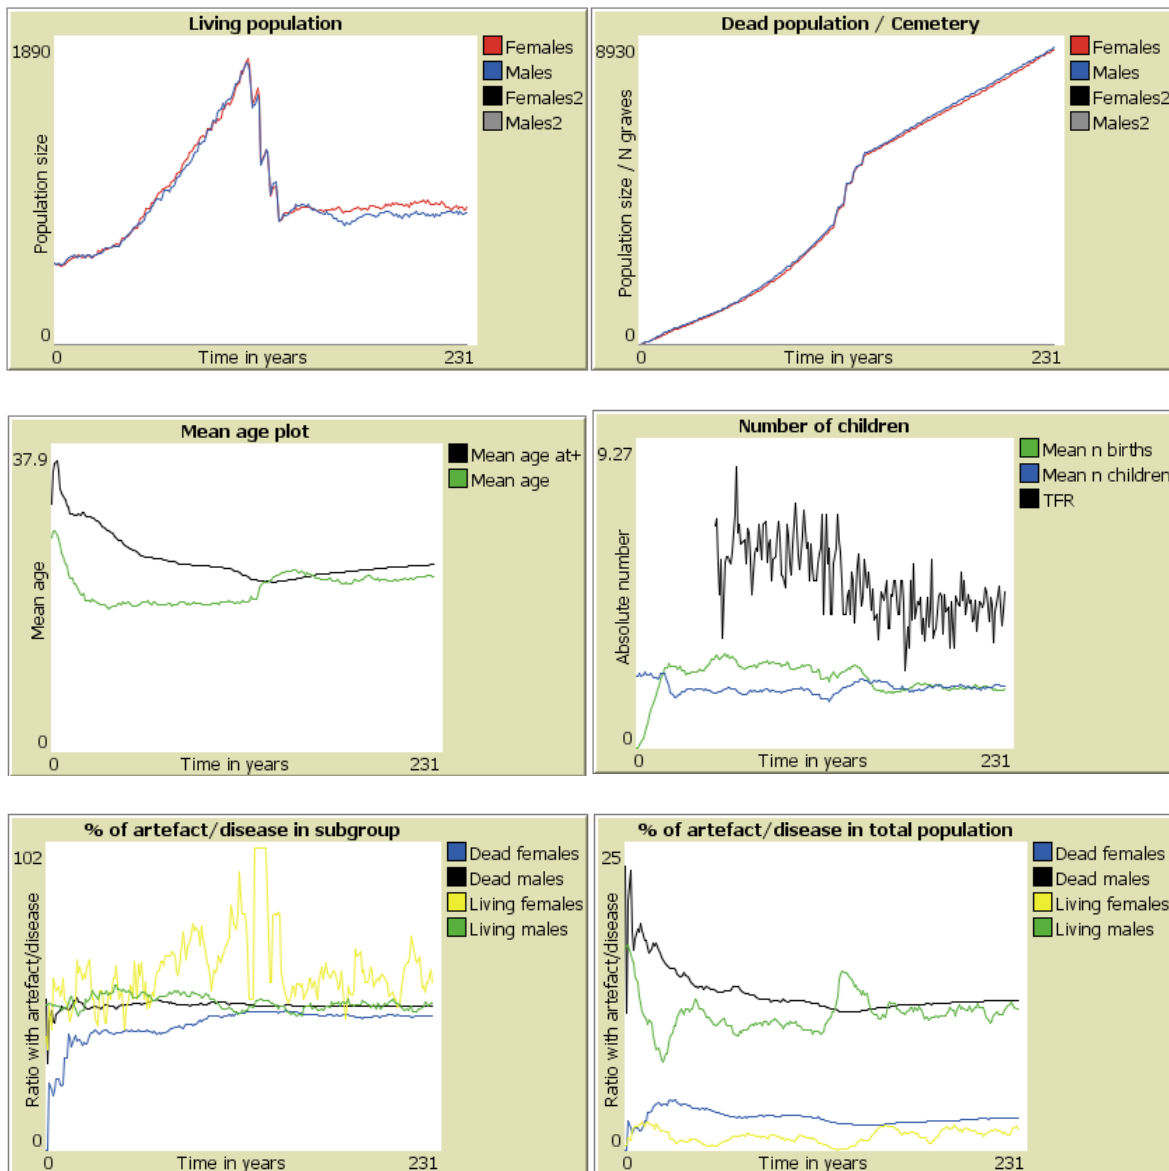 Living population
1890
Population size
0
0
Time in years
231
Females
Males
Females2
Males2
Dead population / Cemetery
8930
Population size / N graves
0
0
Time in years
231
Females
Males
Females2
Males2
Mean age plot
37.9
Mean age
0
0
Time in years
231
Mean age at+
Mean age
Number of children
9.27
Absolute number
0
0
Time in years
231
Mean n births
Mean n children
TFR
% of artefact/disease in subgroup
102
Ratio with artefact/disease
0
0
Time in years
231
Dead females
Dead males
Living females
Living males
% of artefact/disease in total population
25
Ratio with artefact/disease
0
0
Time in years
231
Dead females
Dead males
Living females
Living males